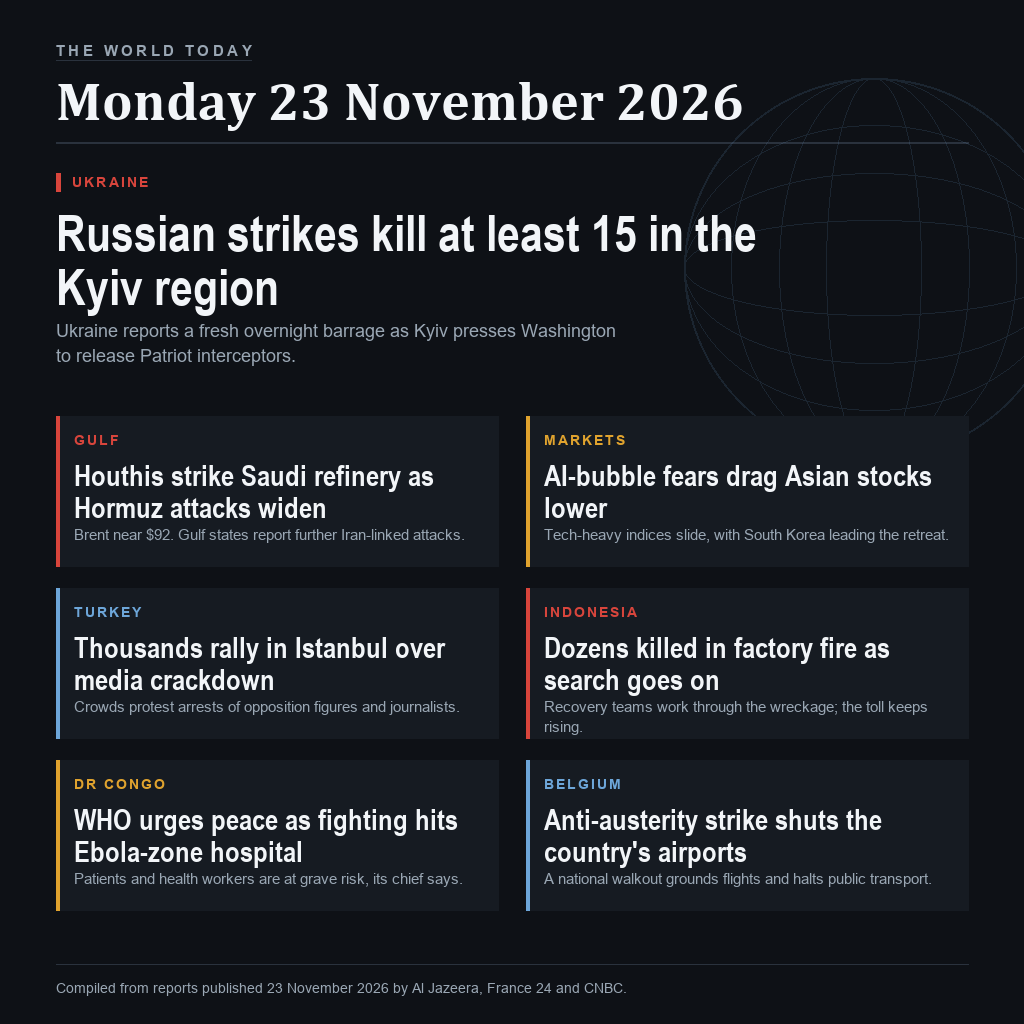 THE WORLD TODAY
Monday 23 November 2026
UKRAINE
Russian strikes kill at least 15 in the
Kyiv region
Ukraine reports a fresh overnight barrage as Kyiv presses Washington
to release Patriot interceptors.
GULF
Houthis strike Saudi refinery as
Hormuz attacks widen
Brent near $92. Gulf states report further Iran-linked attacks.
MARKETS
AI-bubble fears drag Asian stocks
lower
Tech-heavy indices slide, with South Korea leading the retreat.
TURKEY
Thousands rally in Istanbul over
media crackdown
Crowds protest arrests of opposition figures and journalists.
INDONESIA
Dozens killed in factory fire as
search goes on
Recovery teams work through the wreckage; the toll keeps
rising.
DR CONGO
WHO urges peace as fighting hits
Ebola-zone hospital
Patients and health workers are at grave risk, its chief says.
BELGIUM
Anti-austerity strike shuts the
country's airports
A national walkout grounds flights and halts public transport.
Compiled from reports published 23 November 2026 by Al Jazeera, France 24 and CNBC.